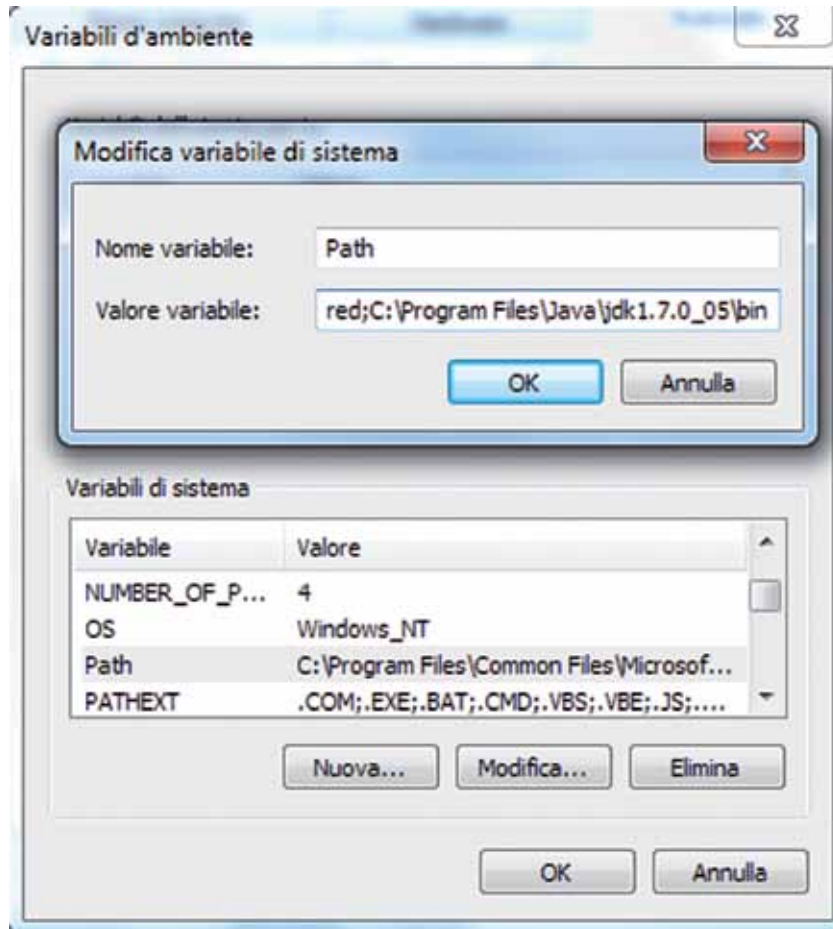 Variabili d'ambiente
Modifica variabile di sistema
Nome variabile: Path
Valore variabile: red;C:\Program Files\Java\jdk1.7.0_05\bin
OK Annulla
Variabili di sistema
Variabile Valore
NUMBER_OF_P... 4
OS Windows_NT
Path C:\Program Files\Common Files\Microsof...
PATHEXT .COM;.EXE;.BAT;.CMD;.VBS;.VBE;.JS;....
Nuova... Modifica... Elimina
OK Annulla